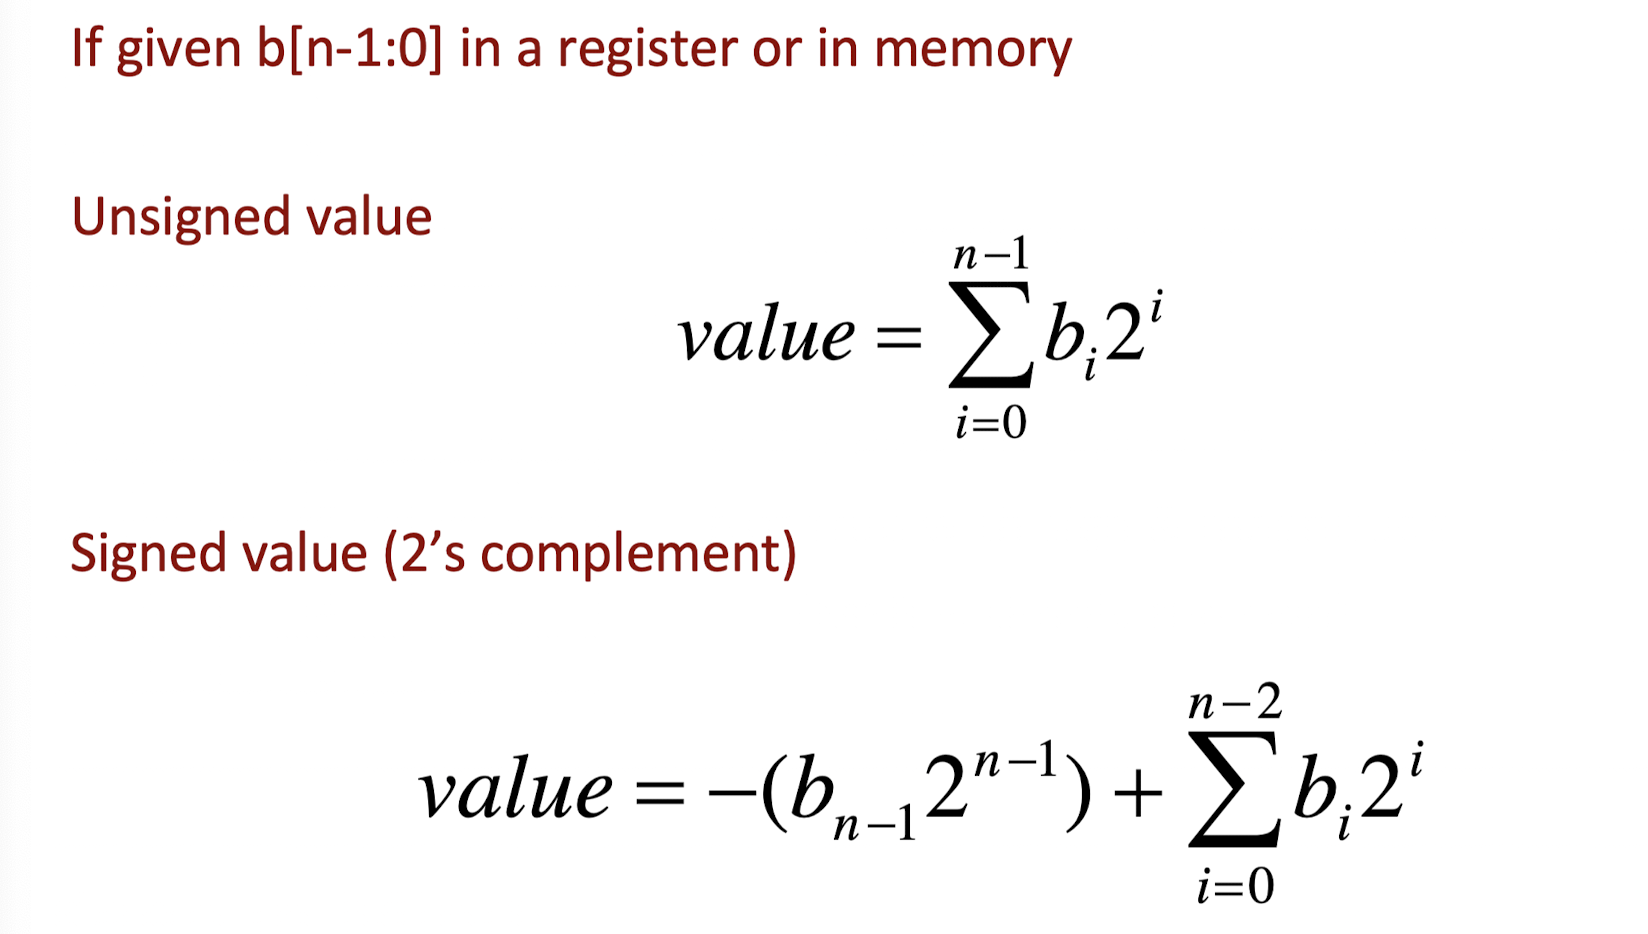 If given b[n-1:0] in a register or in memory
Unsigned value
value = \sum_{i=0}^{n-1} b_i 2^i
Signed value (2’s complement)
value = -(b_{n-1} 2^{n-1}) + \sum_{i=0}^{n-2} b_i 2^i